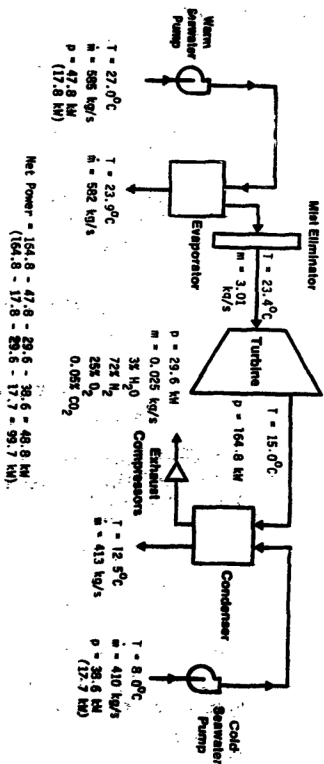 Warm
Seawater
Pump
T = 27.0°C
ṁ = 585 kg/s
p = 47.8 kW
(17.8 kW)
Mist Eliminator
Evaporator
T = 23.9°C
ṁ = 582 kg/s
T = 23.4°C
m = 3.01
kg/s
Turbine
T = 15.0°C
p = 164.8 kW
p = 29.6 kW
m = 0.025 kg/s
3% H₂O
72% N₂
25% O₂
0.05% CO₂
Exhaust
Compressors
Condenser
T = 12.5°C
ṁ = 413 kg/s
Cold
Seawater
Pump
T = 8.0°C
ṁ = 410 kg/s
p = 38.6 kW
(17.7 kW)
Net Power = 164.8 - 47.8 - 29.6 - 38.6 = 48.8 kW
(164.8 - 17.8 - 29.6 - 17.7 = 99.7 kW).